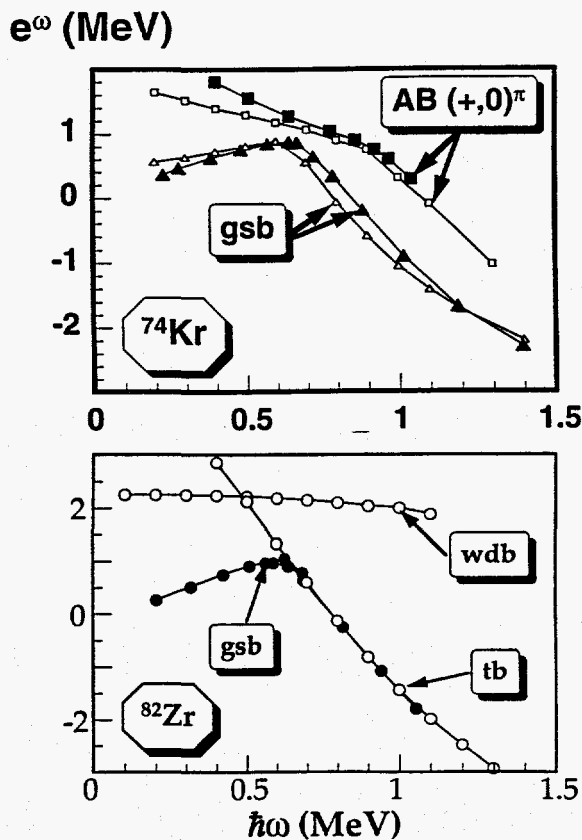 e^ω (MeV)
1
0
-1
-2
AB (+,0)^π
gsb
⁷⁴Kr
0 0.5 1 1.5
2
0
-2
wdb
gsb
tb
⁸²Zr
0 0.5 1 1.5
ħω (MeV)